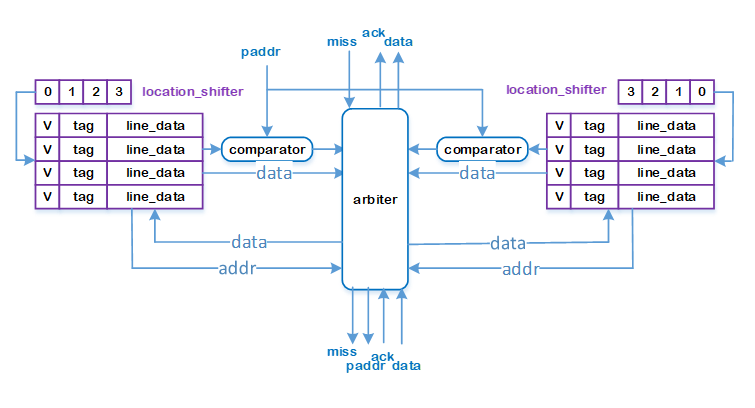 ack
miss data
paddr
0 1 2 3 location_shifter
location_shifter 3 2 1 0
V tag line_data
V tag line_data
V tag line_data
V tag line_data
comparator
data
arbiter
comparator
data
V tag line_data
V tag line_data
V tag line_data
V tag line_data
data
addr
data
addr
miss ack
paddr data